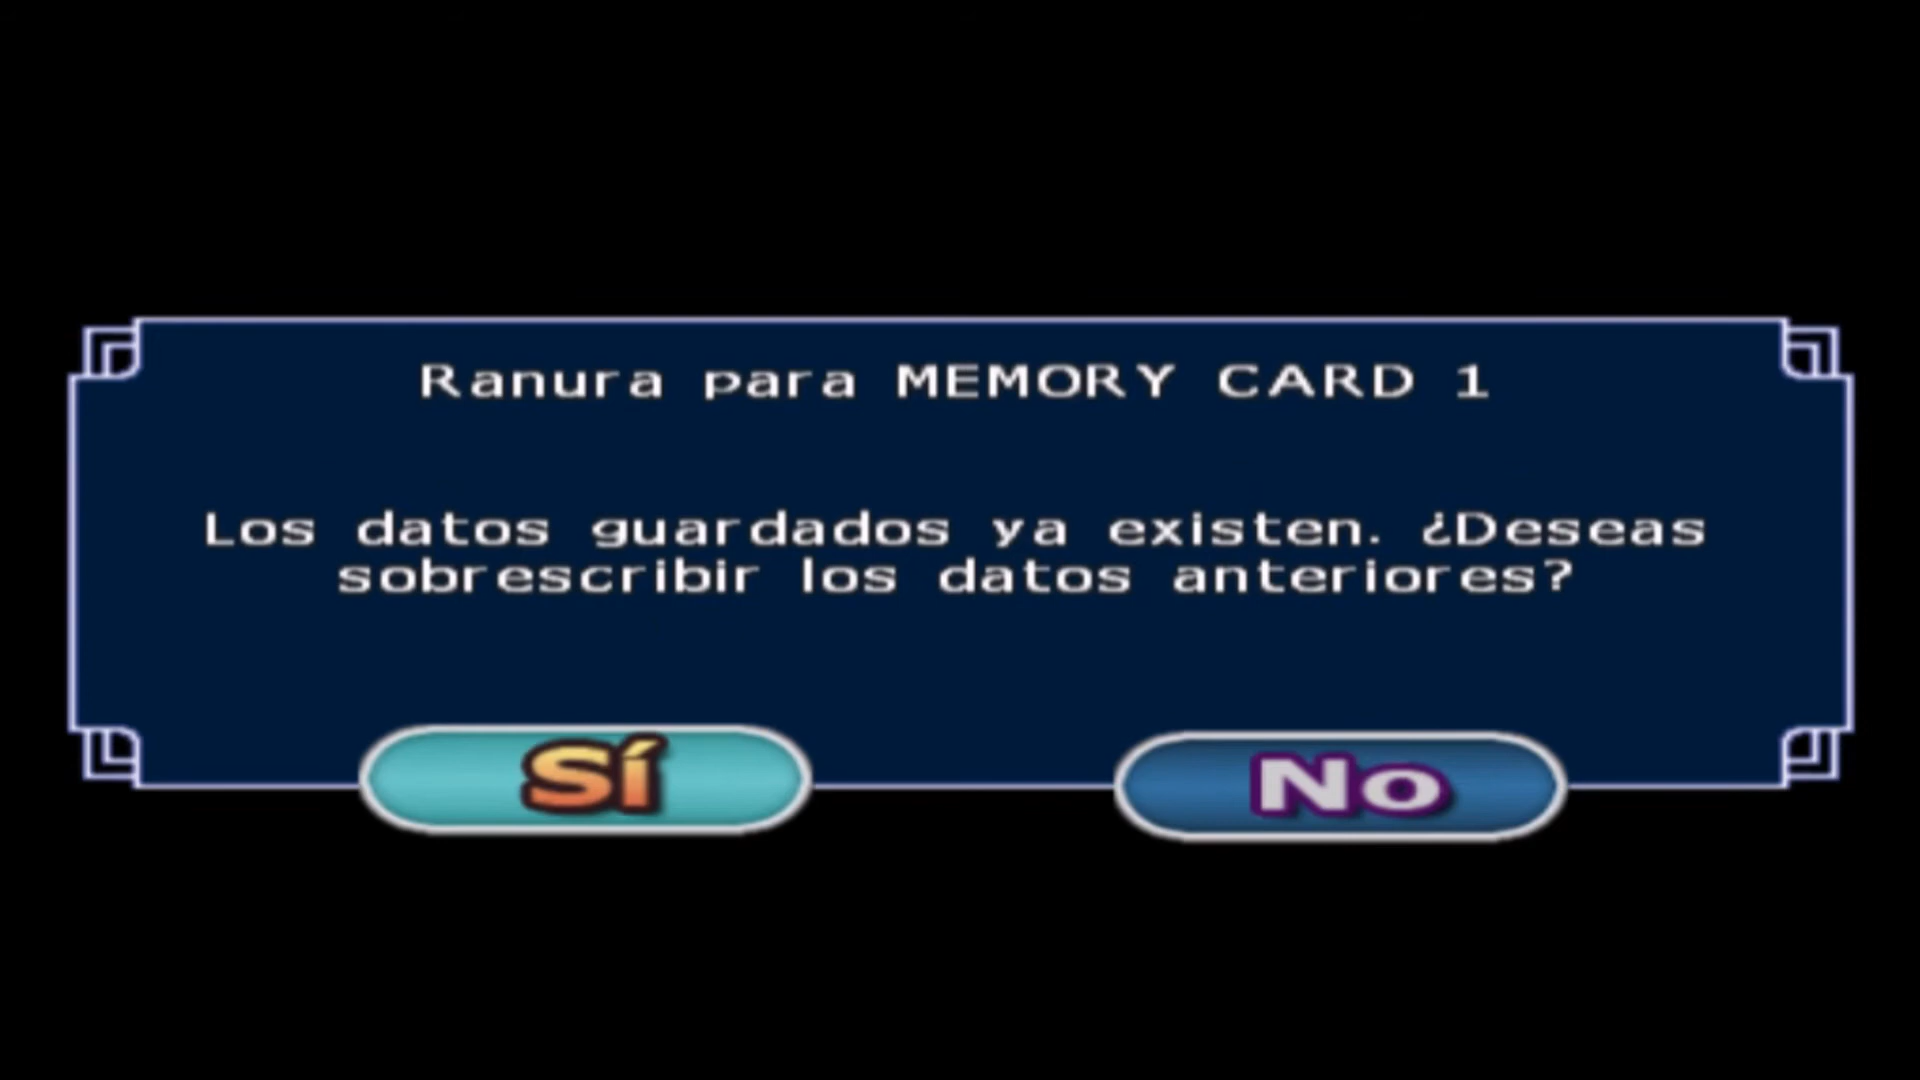 Ranura para MEMORY CARD 1
Los datos guardados ya existen. ¿Deseas
sobrescribir los datos anteriores?
Sí
No